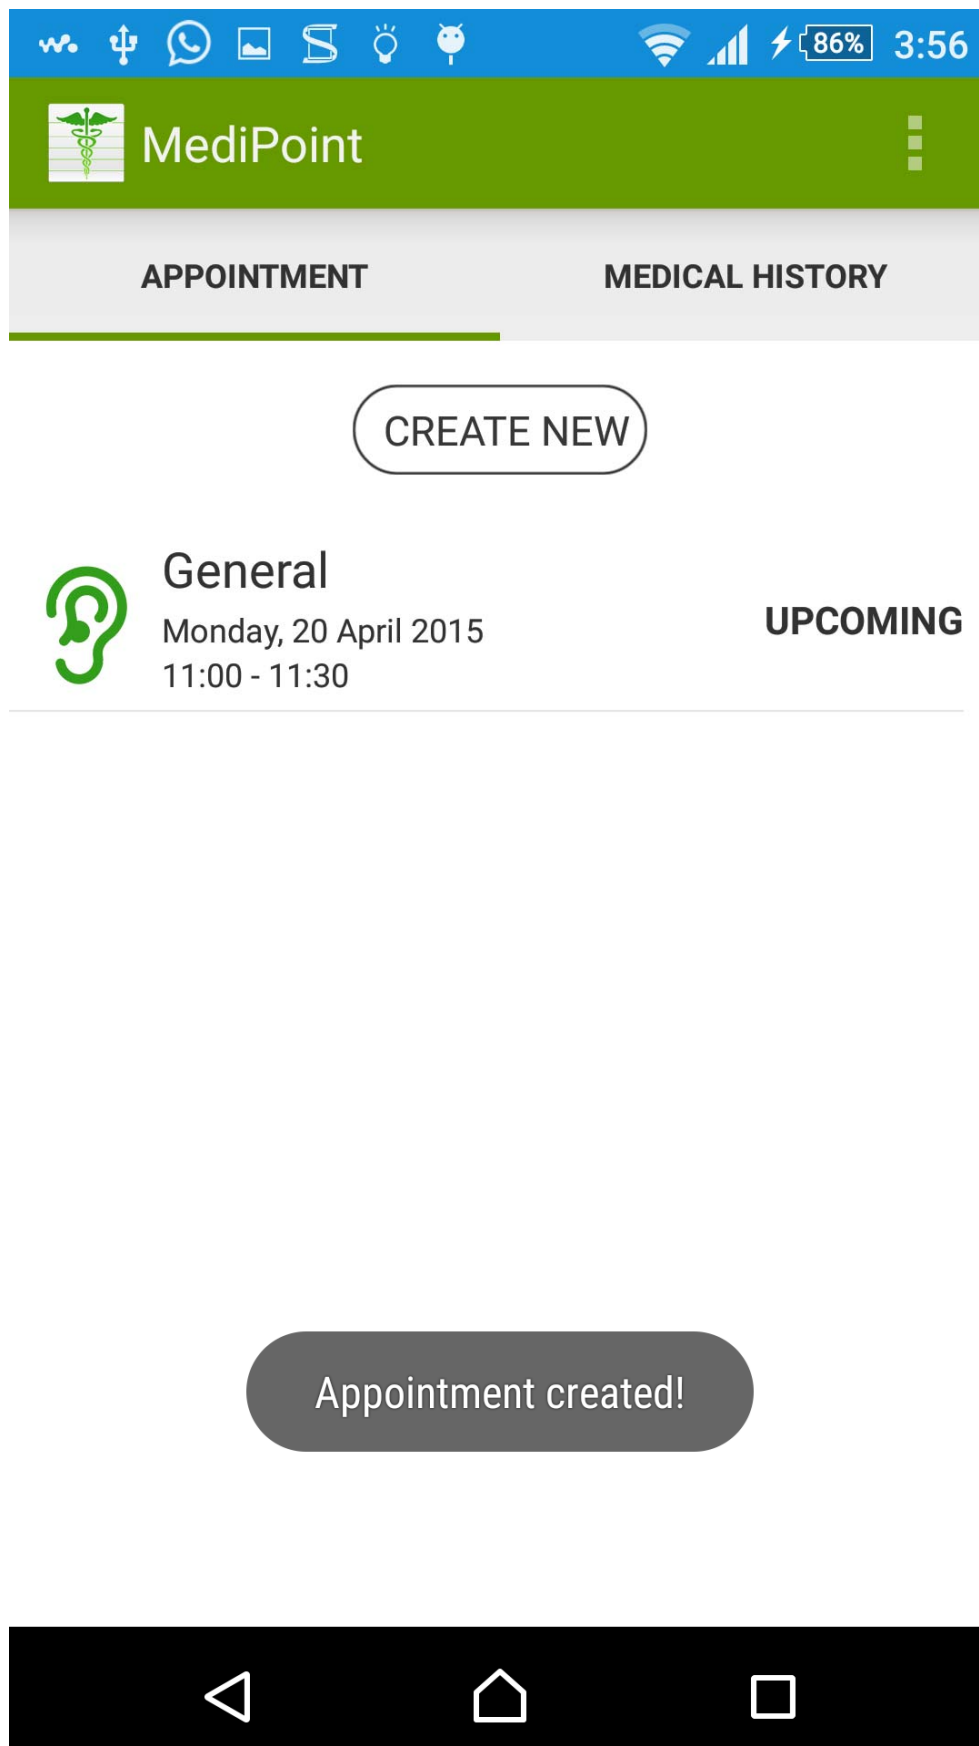 86% 3:56
MediPoint
APPOINTMENT MEDICAL HISTORY
CREATE NEW
General
Monday, 20 April 2015
UPCOMING
11:00 - 11:30
Appointment created!